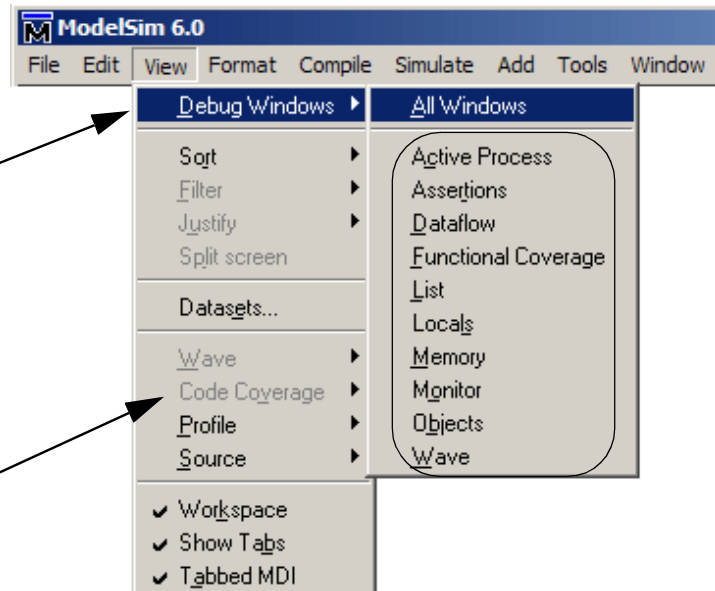 ModelSim 6.0
File Edit View Format Compile Simulate Add Tools Window
Debug Windows
Sort
Filter
Justify
Split screen
Datasets...
Wave
Code Coverage
Profile
Source
Workspace
Show Tabs
Tabbed MDI
All Windows
Active Process
Assertions
Dataflow
Functional Coverage
List
Locals
Memory
Monitor
Objects
Wave